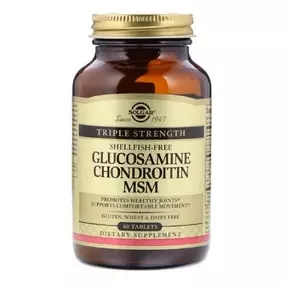 SOLGAR
Since 1947
TRIPLE STRENGTH
SHELLFISH-FREE
GLUCOSAMINE
CHONDROITIN
MSM
PROMOTES HEALTHY JOINTS*
SUPPORTS COMFORTABLE MOVEMENT*
GLUTEN, WHEAT & DAIRY FREE
60 TABLETS
DIETARY SUPPLEMENT